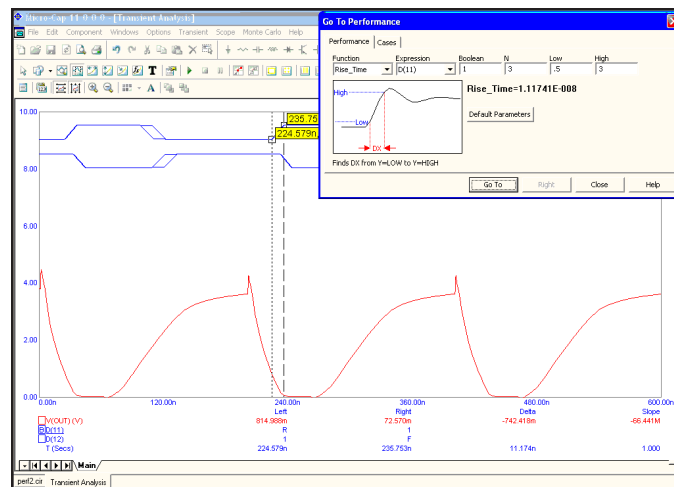 Micro-Cap 11.0.0.0 - [Transient Analysis]
File Edit Component Windows Options Transient Scope Monte Carlo Help
T
A
Go To Performance
Performance Cases
Function Expression Boolean N Low High
Rise_Time D(11) 1 3 .5 3
High
Low
DX
Rise_Time=1.11741E-008
Default Parameters
Finds DX from Y=LOW to Y=HIGH
Go To Right Close Help
10.00
235.75
224.579n,
8.00
6.00
4.00
2.00
0.00
0.00n 120.00n 240.00n 360.00n 480.00n 600.00n
Left Right Delta Slope
V(OUT) (V) 814.988m 72.570m -742.418m -66.441M
D(11) R 1
D(12) 1 F
T (Secs) 224.579n 235.753n 11.174n 1.000
Main
perf2.cir Transient Analysis